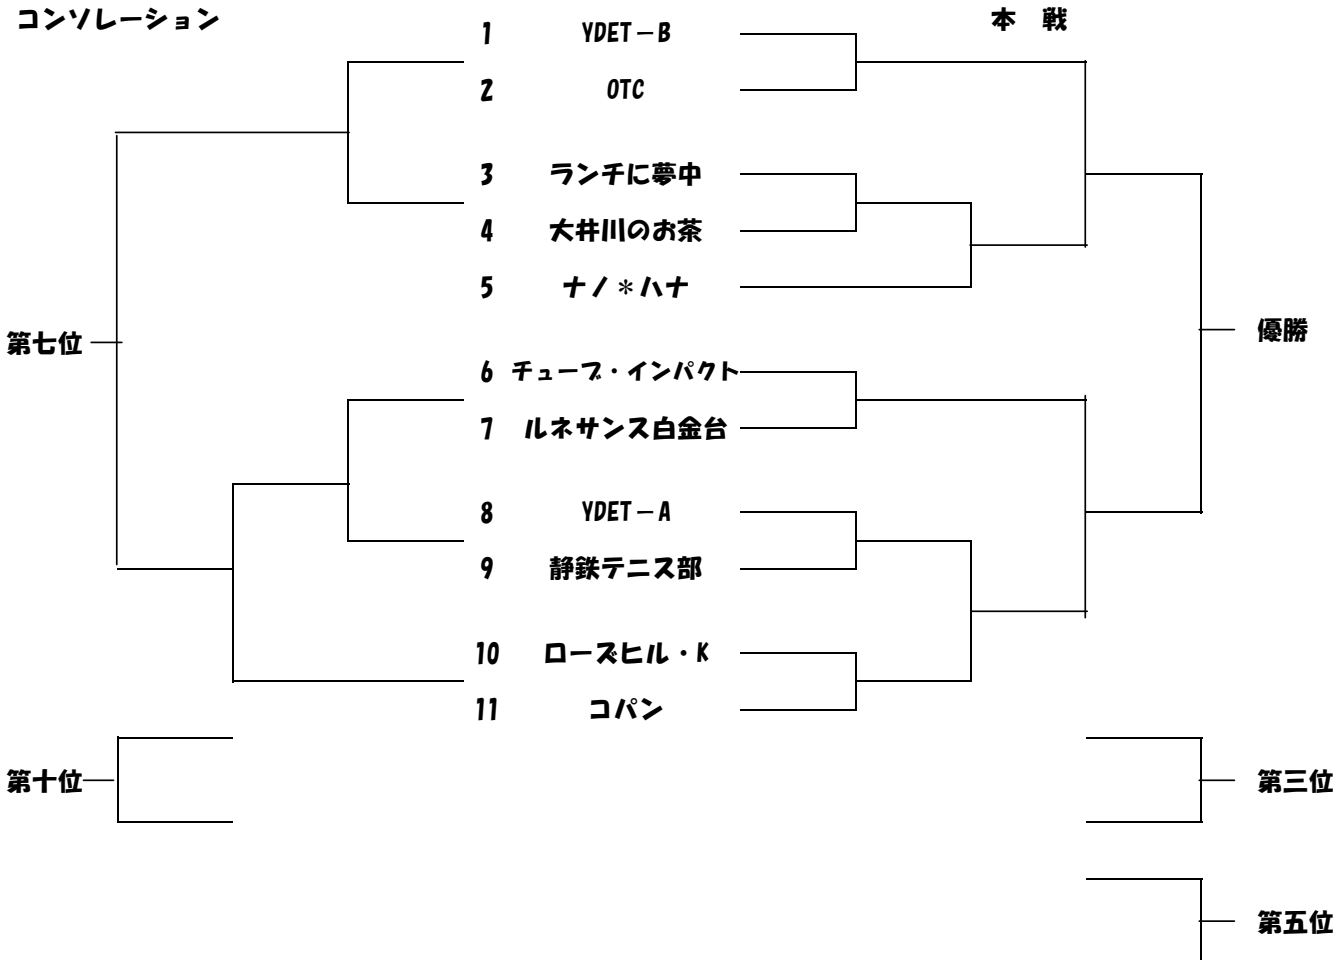 コンソレーション
本 戦
1 YDET－B
2 OTC
3 ランチに夢中
4 大井川のお茶
5 ナノ＊ハナ
第七位
優勝
6 チューブ・インパクト
7 ルネサンス白金台
8 YDET－A
9 静鉄テニス部
10 ローズヒル・K
11 コパン
第十位
第三位
第五位